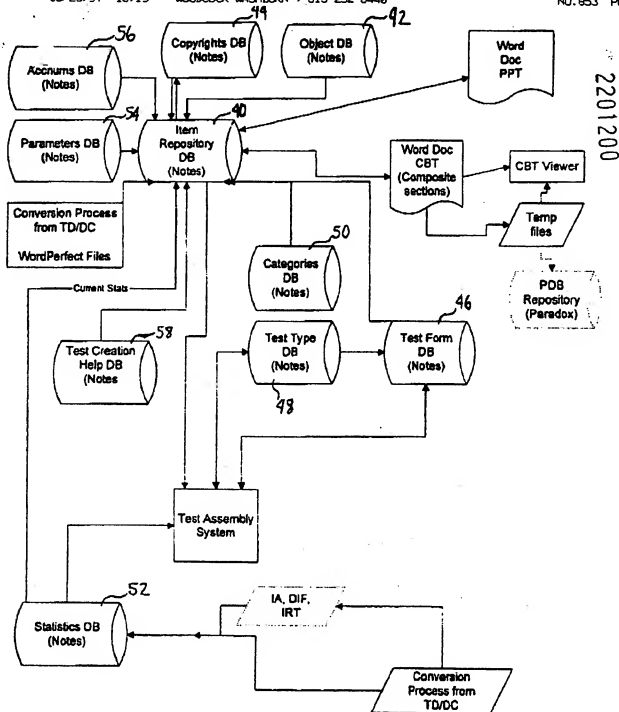 NO.853
44
42
56
Copyrights DB
(Notes)
Object DB
(Notes)
Word
Doc
PPT
Accnums DB
(Notes)
2201200
54
40
Parameters DB
(Notes)
Item
Repository
DB
(Notes)
Word Doc
CBT
(Composite
sections)
CBT Viewer
Temp
files
Conversion Process
from TD/DC
WordPerfect Files
50
Categories
DB
(Notes)
PDB
Repository
(Paradox)
Current Stats
46
58
Test Creation
Help DB
(Notes
Test Type
DB
(Notes)
Test Form
DB
(Notes)
48
Test Assembly
System
52
Statistics DB
(Notes)
IA, DIF,
IRT
Conversion
Process from
TD/DC